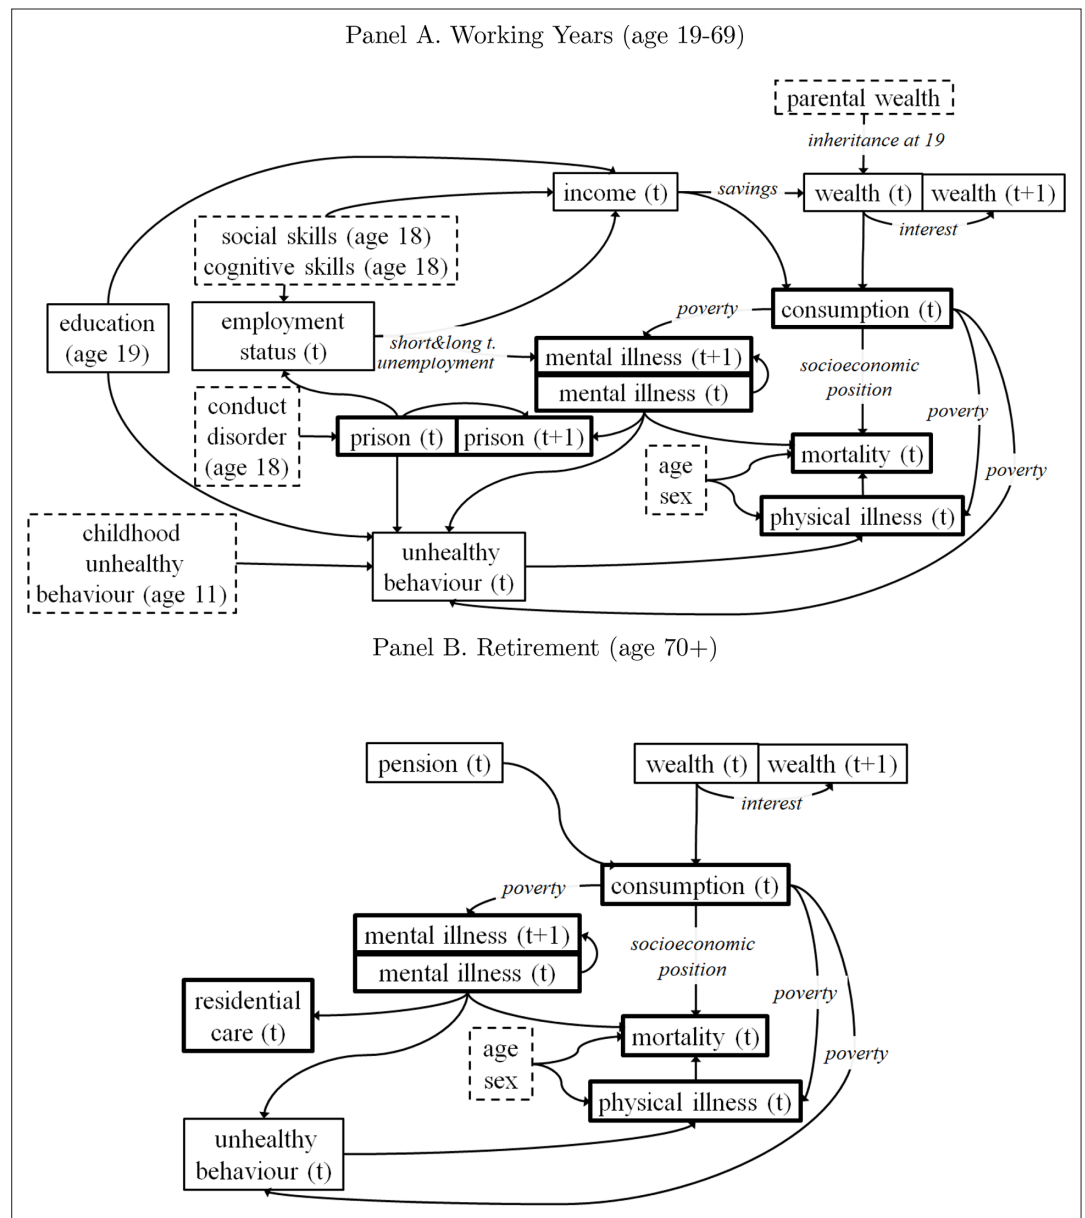 Panel A. Working Years (age 19-69)
parental wealth
inheritance at 19
income (t)
savings
wealth (t)
wealth (t+1)
interest
social skills (age 18)
cognitive skills (age 18)
education
(age 19)
employment
status (t)
short&long t.
unemployment
poverty
consumption (t)
mental illness (t+1)
mental illness (t)
socioeconomic
position
poverty
poverty
conduct
disorder
(age 18)
prison (t)
prison (t+1)
age
sex
mortality (t)
physical illness (t)
childhood
unhealthy
behaviour (age 11)
unhealthy
behaviour (t)
Panel B. Retirement (age 70+)
pension (t)
wealth (t)
wealth (t+1)
interest
poverty
consumption (t)
mental illness (t+1)
mental illness (t)
socioeconomic
position
poverty
poverty
residential
care (t)
age
sex
mortality (t)
physical illness (t)
unhealthy
behaviour (t)